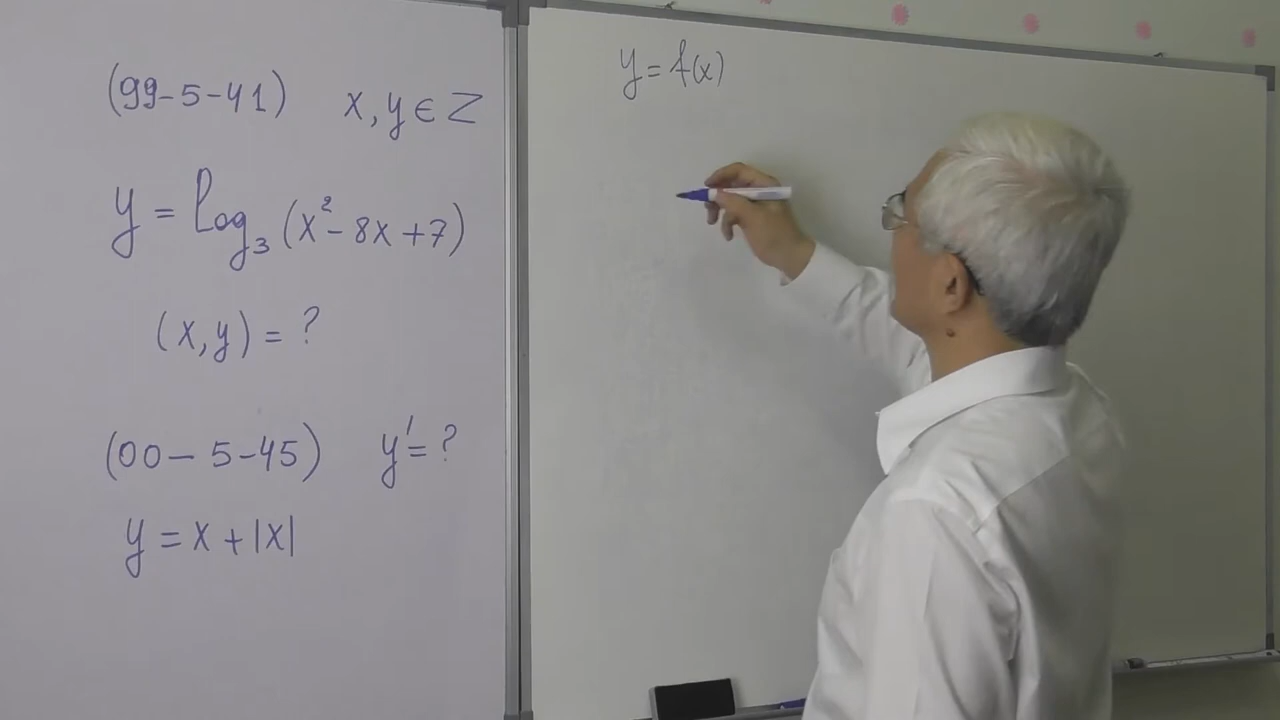 (99-5-41) x, y ∈ Z
y = log₃(x²-8x+7)
(x,y) = ?
(00-5-45) y' = ?
y = x + |x|
y = f(x)